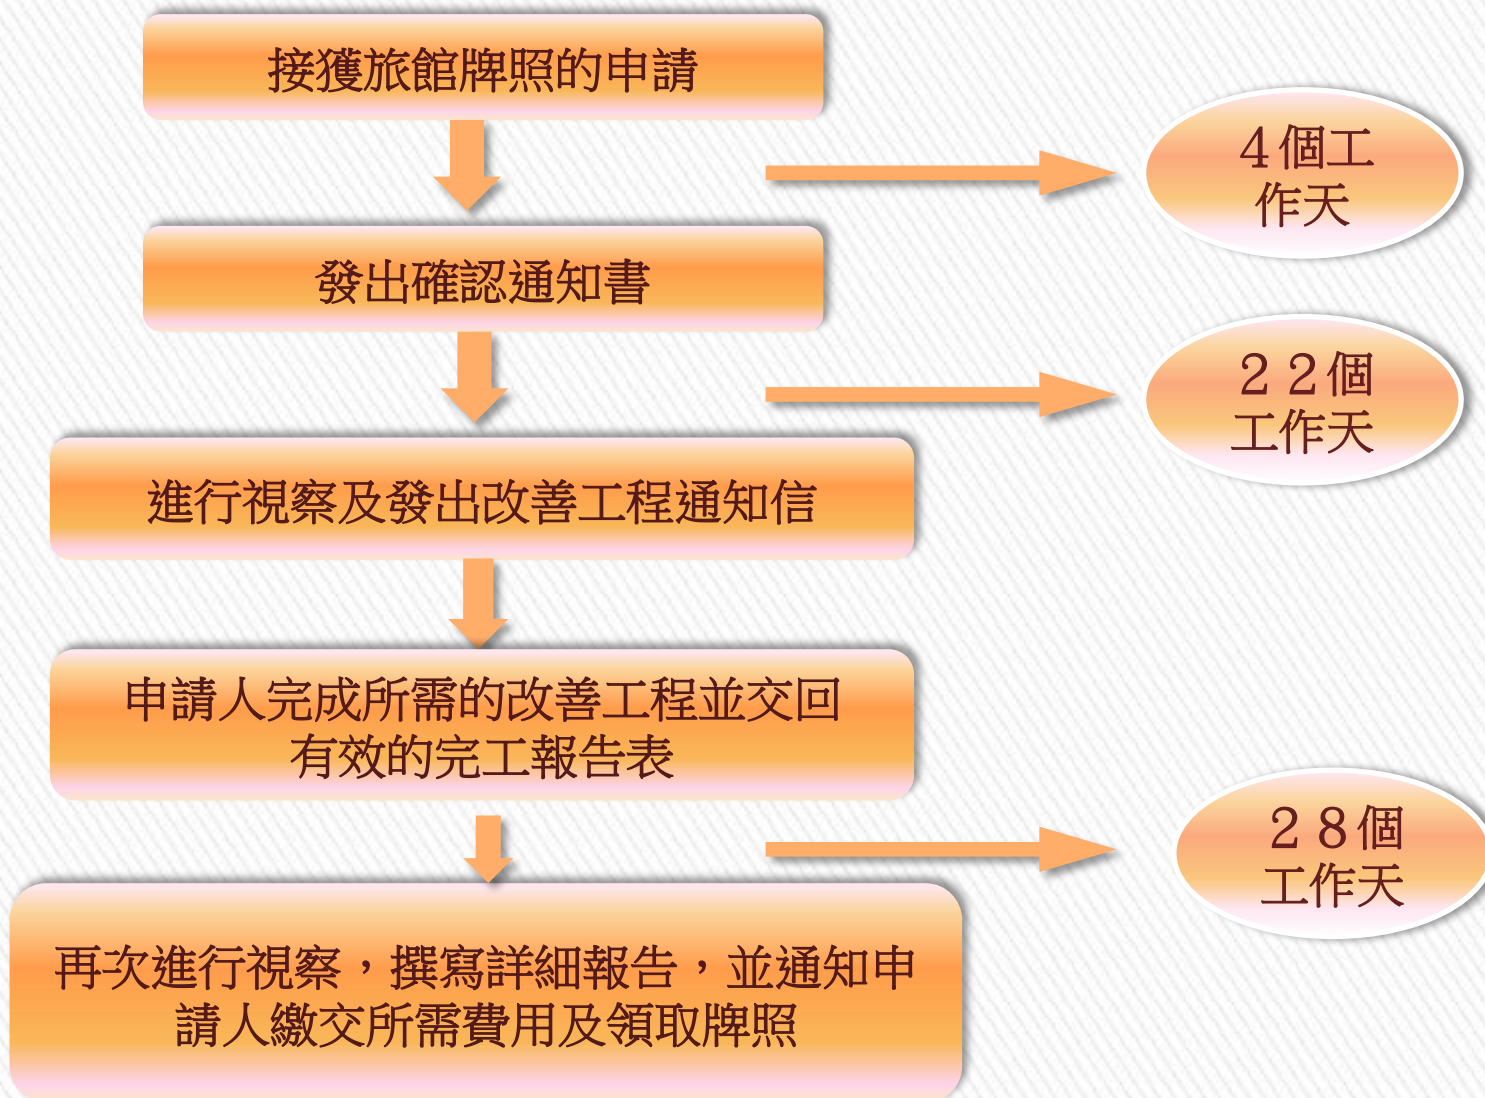 接獲旅館牌照的申請
４個工
作天
發出確認通知書
２２個
工作天
進行視察及發出改善工程通知信
申請人完成所需的改善工程並交回
有效的完工報告表
２８個
工作天
再次進行視察，撰寫詳細報告，並通知申
請人繳交所需費用及領取牌照